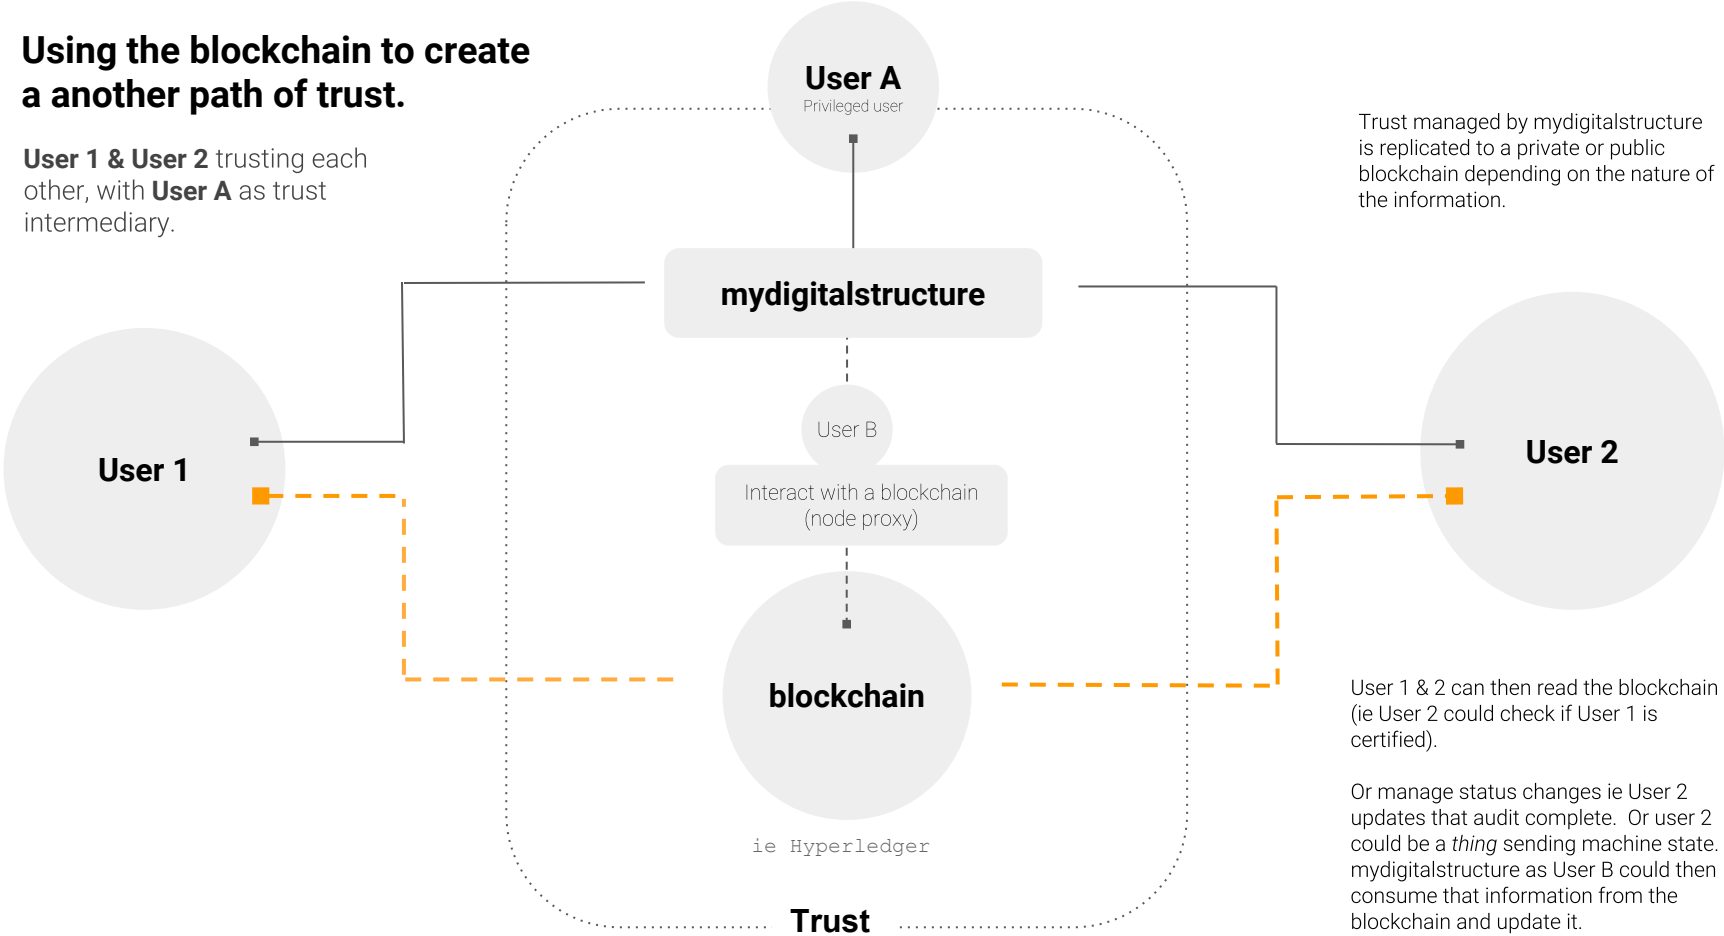 Using the blockchain to create
a another path of trust.
User 1 & User 2 trusting each
other, with User A as trust
intermediary.
User A
Privileged user
Trust managed by mydigitalstructure
is replicated to a private or public
blockchain depending on the nature of
the information.
mydigitalstructure
User B
Interact with a blockchain
(node proxy)
User 1
User 2
blockchain
ie Hyperledger
Trust
User 1 & 2 can then read the blockchain
(ie User 2 could check if User 1 is
certified).
Or manage status changes ie User 2
updates that audit complete.  Or user 2
could be a thing sending machine state.
mydigitalstructure as User B could then
consume that information from the
blockchain and update it.